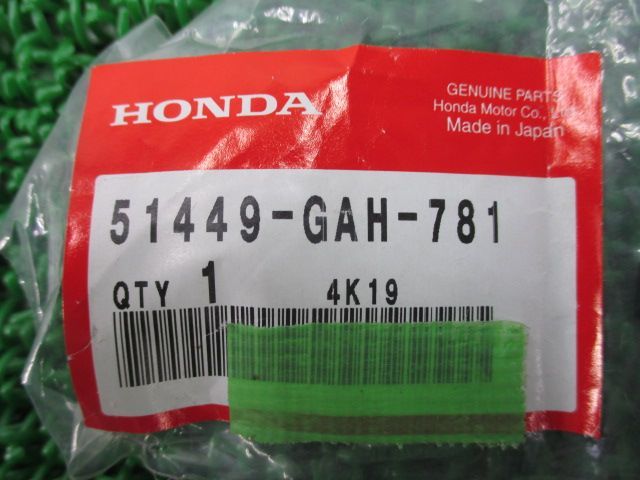 HONDA
GENUINE PARTS
Honda Motor Co.,
Made in Japan
51449-GAH-781
QTY 1 4K19